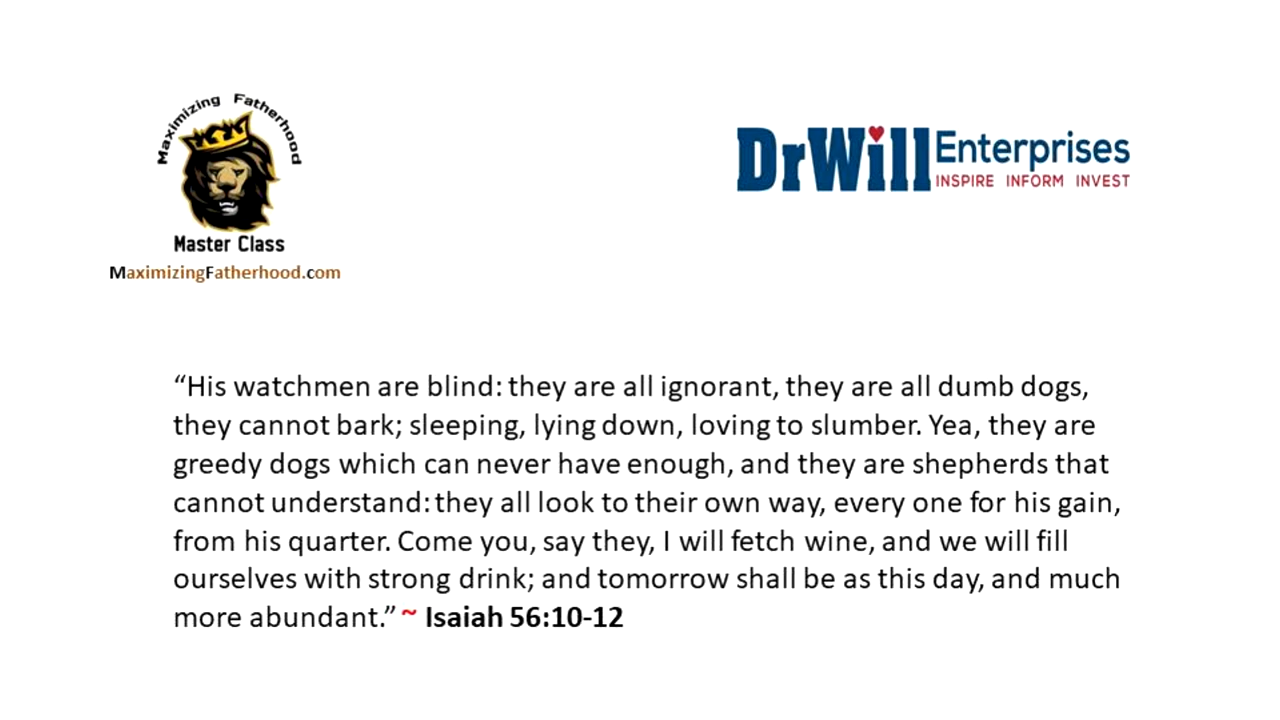 Maximizing Fatherhood
Master Class
MaximizingFatherhood.com
DrWill Enterprises
INSPIRE INFORM INVEST
“His watchmen are blind: they are all ignorant, they are all dumb dogs,
they cannot bark; sleeping, lying down, loving to slumber. Yea, they are
greedy dogs which can never have enough, and they are shepherds that
cannot understand: they all look to their own way, every one for his gain,
from his quarter. Come you, say they, I will fetch wine, and we will fill
ourselves with strong drink; and tomorrow shall be as this day, and much
more abundant.” ~ Isaiah 56:10-12